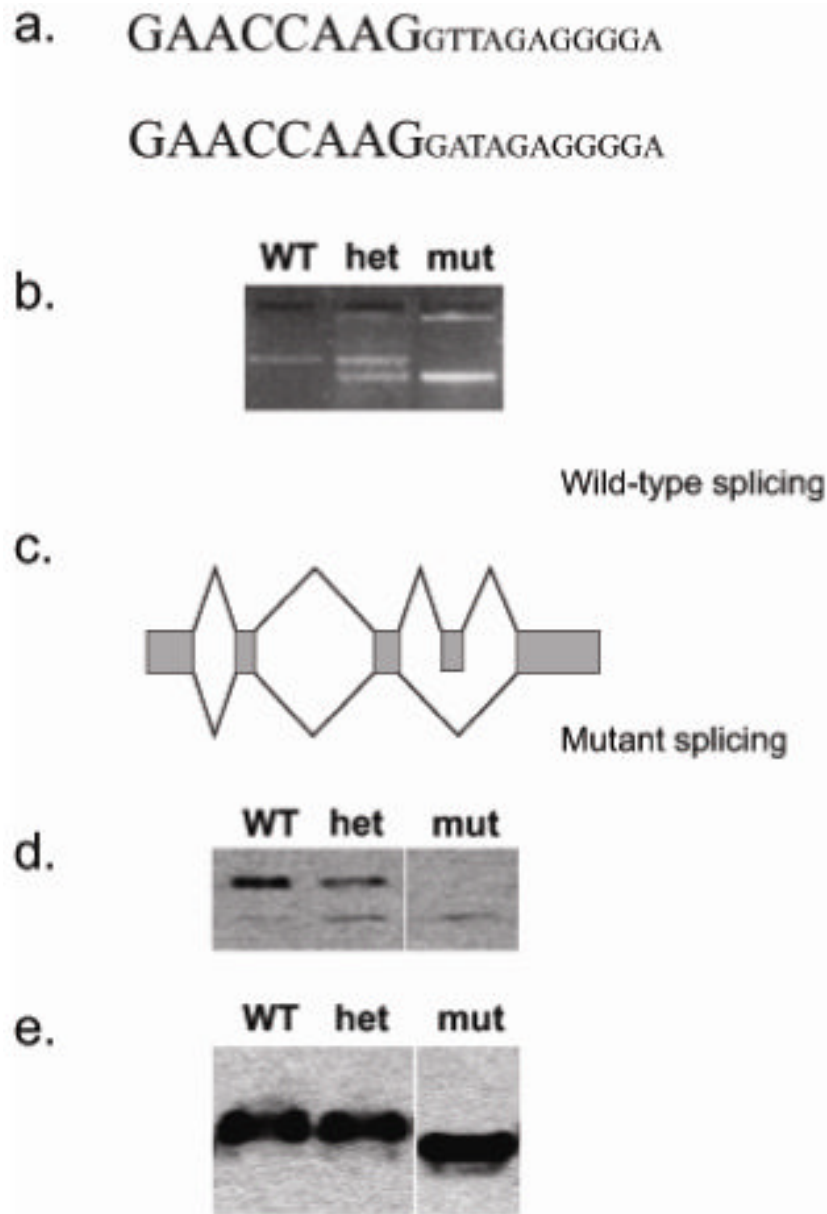 a. GAACCAAGGTTAGAGGGGA
GAACCAAGGATAGAGGGGA
WT het mut
b.
Wild-type splicing
c.
Mutant splicing
WT het mut
d.
WT het mut
e.